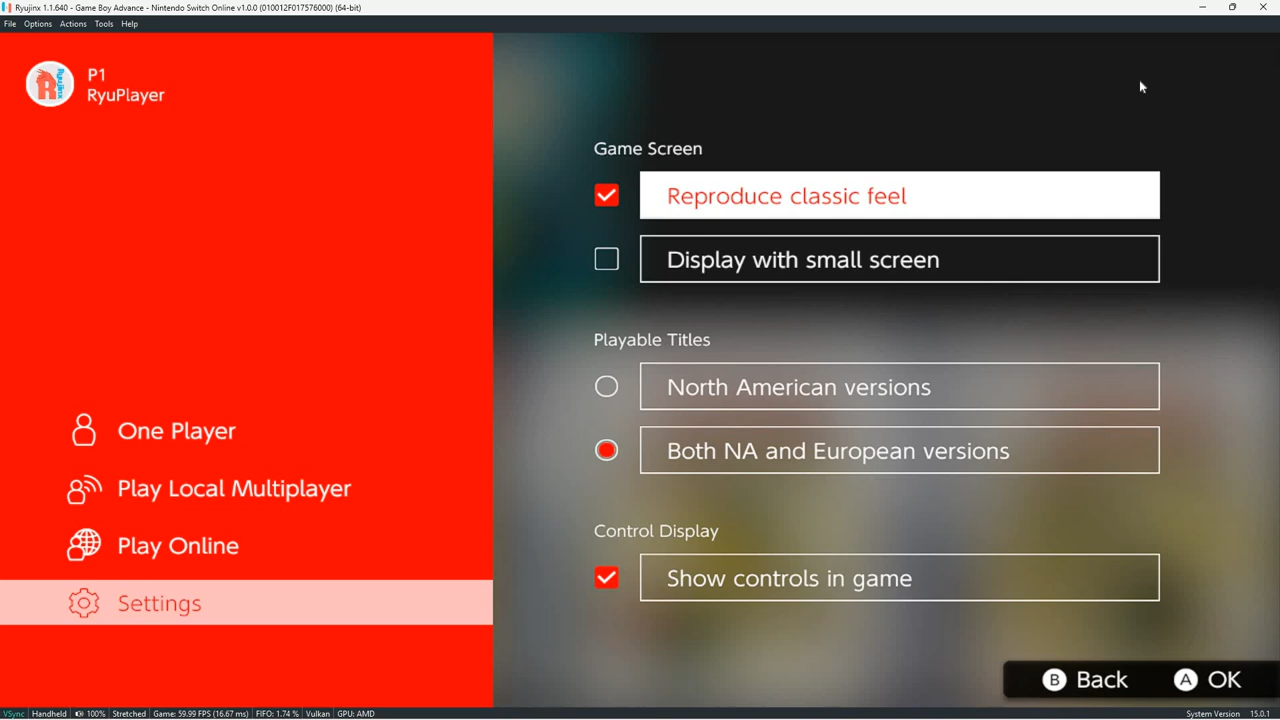 Ryujinx 1.1.640 - Game Boy Advance - Nintendo Switch Online v1.0.0 (010012F017576000) (64-bit)
File Options Actions Tools Help
Ryujinx
P1
RyuPlayer
One Player
Play Local Multiplayer
Play Online
Settings
Game Screen
Reproduce classic feel
Display with small screen
Playable Titles
North American versions
Both NA and European versions
Control Display
Show controls in game
B Back A OK
VSync Handheld 100% Stretched Game: 59.99 FPS (16.67 ms) FIFO: 1.74 % Vulkan GPU: AMD System Version 15.0.1